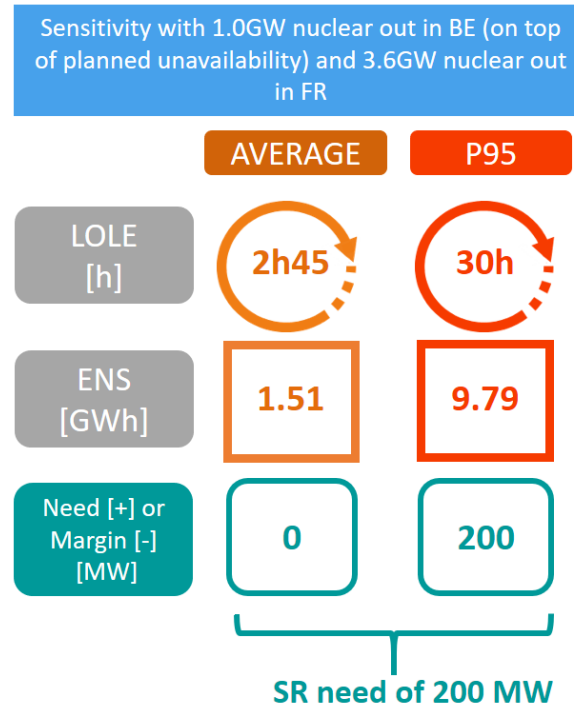 Sensitivity with 1.0GW nuclear out in BE (on top
of planned unavailability) and 3.6GW nuclear out
in FR
AVERAGE
P95
LOLE
[h]
2h45
30h
ENS
[GWh]
1.51
9.79
Need [+] or
Margin [-]
[MW]
0
200
SR need of 200 MW